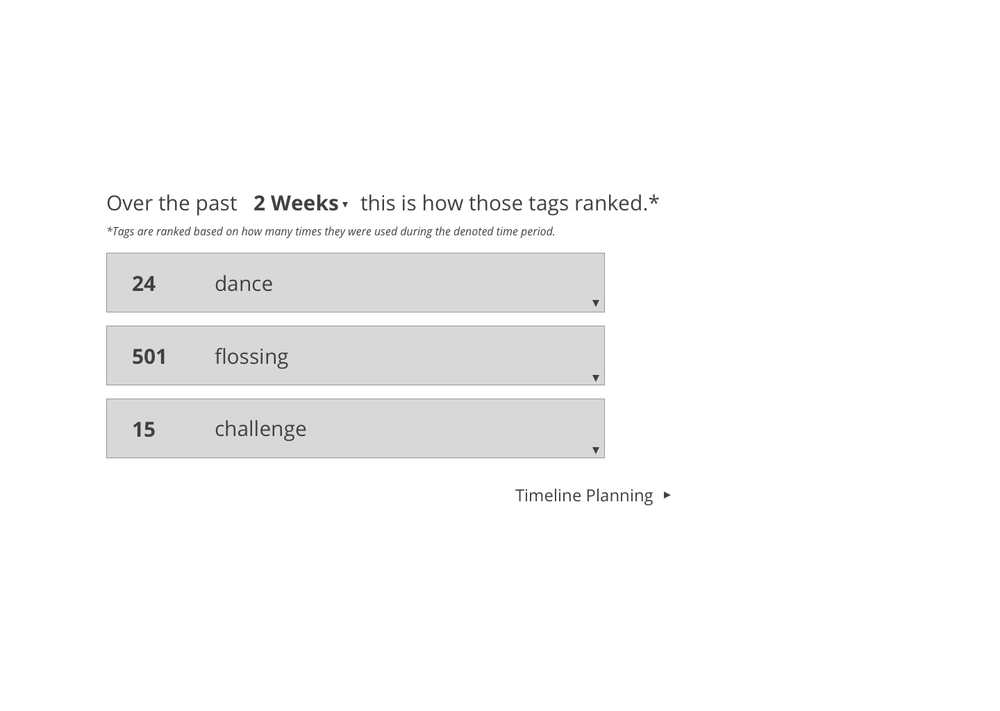 Over the past 2 Weeks ▾ this is how those tags ranked.*
*Tags are ranked based on how many times they were used during the denoted time period.
24 dance ▼
501 flossing ▼
15 challenge ▼
Timeline Planning ►